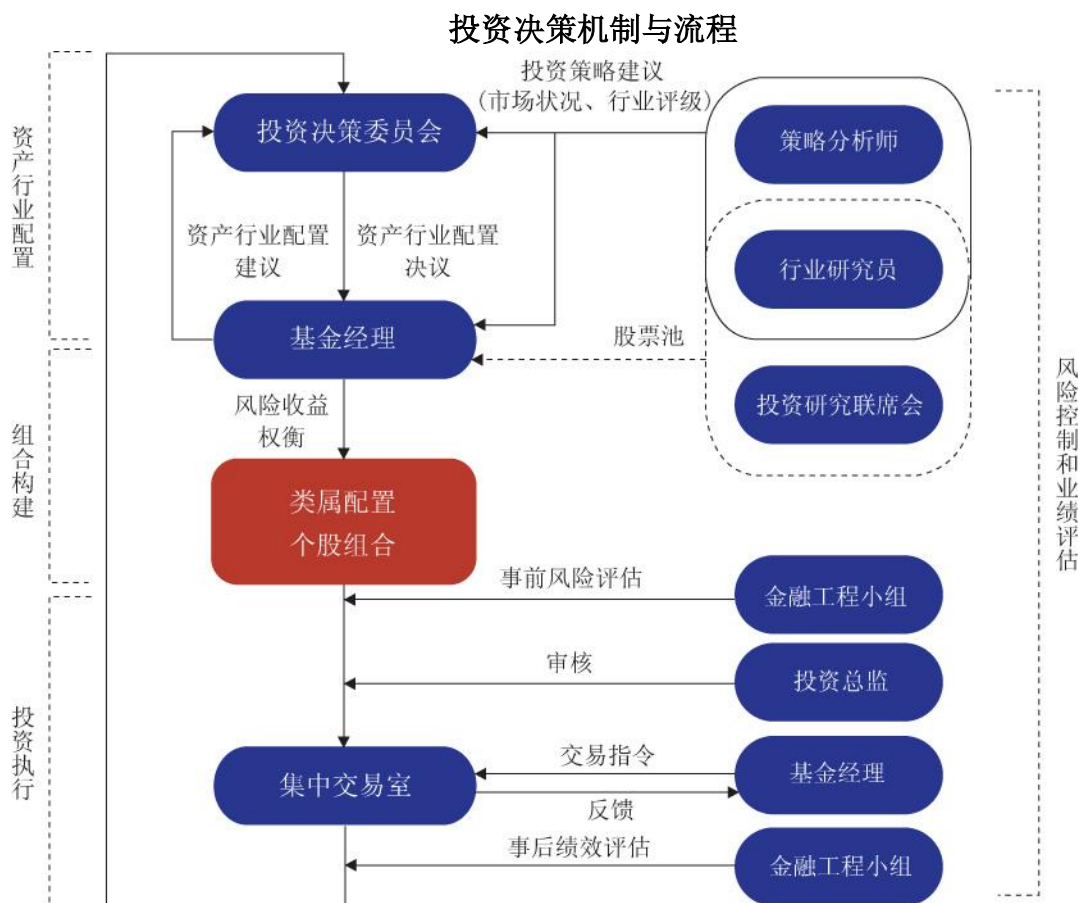 投资决策机制与流程
投资策略建议
(市场状况、行业评级)
投资决策委员会
策略分析师
资产行业配置
资产行业配置
建议
资产行业配置
决议
行业研究员
基金经理
股票池
投资研究联席会
风险收益
权衡
组合构建
类属配置
个股组合
风险控制和业绩评估
事前风险评估
金融工程小组
审核
投资总监
投资执行
集中交易室
交易指令
反馈
基金经理
事后绩效评估
金融工程小组